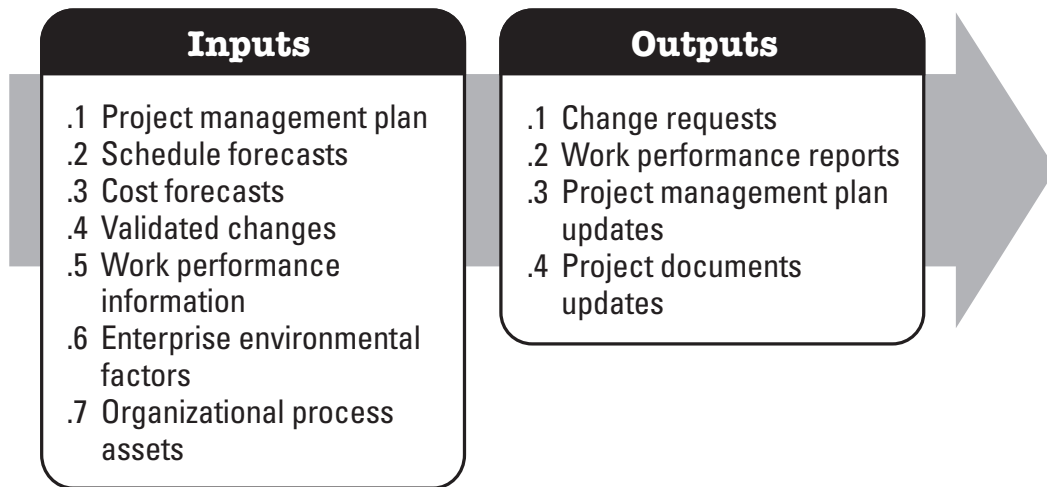 Inputs
.1 Project management plan
.2 Schedule forecasts
.3 Cost forecasts
.4 Validated changes
.5 Work performance
information
.6 Enterprise environmental
factors
.7 Organizational process
assets
Outputs
.1 Change requests
.2 Work performance reports
.3 Project management plan
updates
.4 Project documents
updates